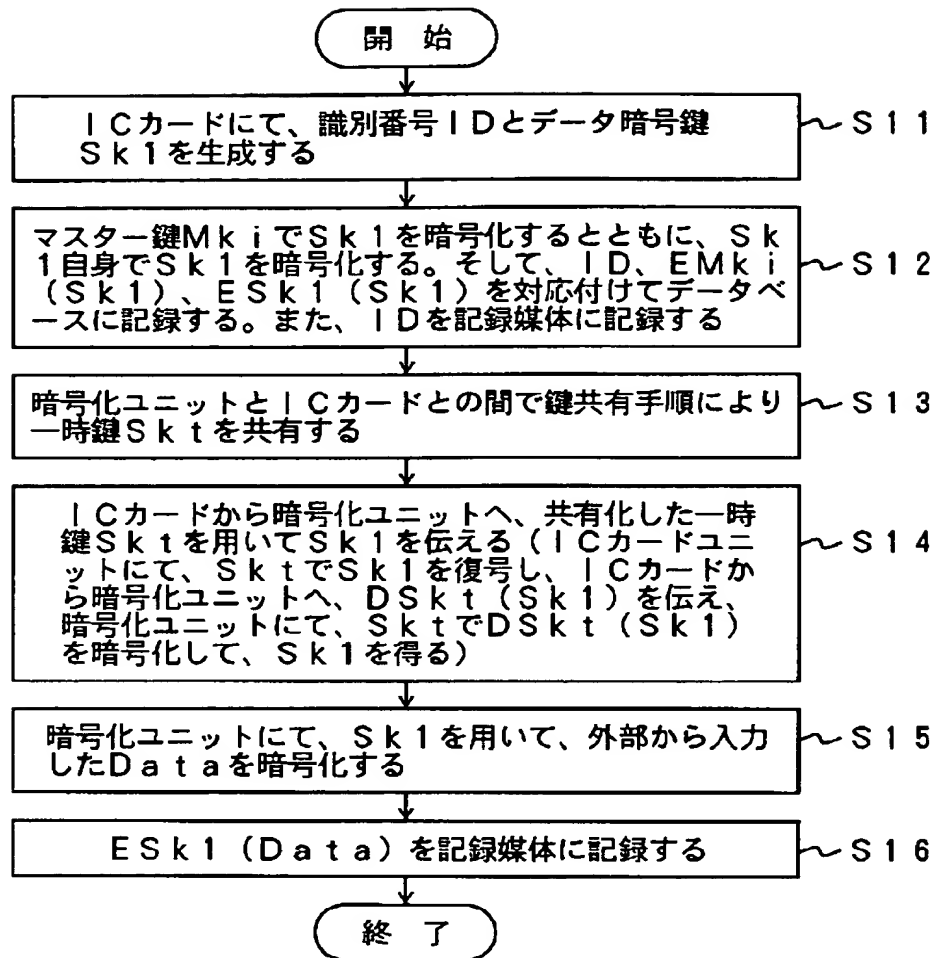 開 始
ICカードにて、識別番号IDとデータ暗号鍵
Sk1を生成する
S11
マスター鍵MkiでSk1を暗号化するとともに、Sk
1自身でSk1を暗号化する。そして、ID、EMki
(Sk1)、ESk1(Sk1)を対応付けてデータベ
ースに記録する。また、IDを記録媒体に記録する
S12
暗号化ユニットとICカードとの間で鍵共有手順により
一時鍵Sktを共有する
S13
ICカードから暗号化ユニットへ、共有化した一時
鍵Sktを用いてSk1を伝える(ICカードユニ
ットにて、SktでSk1を復号し、ICカードか
ら暗号化ユニットへ、DSkt(Sk1)を伝え、
暗号化ユニットにて、SktでDSkt(Sk1)
を暗号化して、Sk1を得る)
S14
暗号化ユニットにて、Sk1を用いて、外部から入力
したDataを暗号化する
S15
ESk1(Data)を記録媒体に記録する
S16
終 了